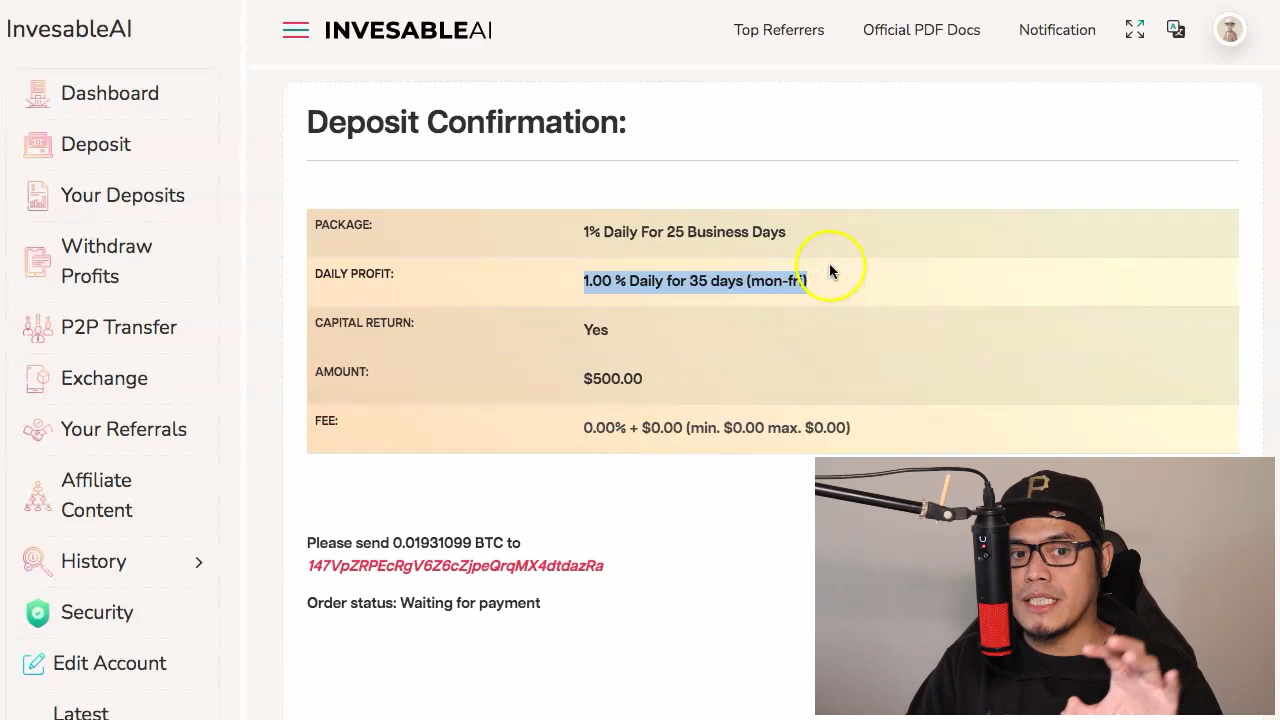 InvesableAI
INVESABLEAI
Top Referrers
Official PDF Docs
Notification
Dashboard
Deposit
Your Deposits
Withdraw
Profits
P2P Transfer
Exchange
Your Referrals
Affiliate
Content
History
Security
Edit Account
Latest
Deposit Confirmation:
PACKAGE:
1% Daily For 25 Business Days
DAILY PROFIT:
1.00 % Daily for 35 days (mon-fri)
CAPITAL RETURN:
Yes
AMOUNT:
$500.00
FEE:
0.00% + $0.00 (min. $0.00 max. $0.00)
Please send 0.01931099 BTC to
147VpZRPEcRgV6Z6cZjpeQrqMX4dtdazRa
Order status: Waiting for payment
P